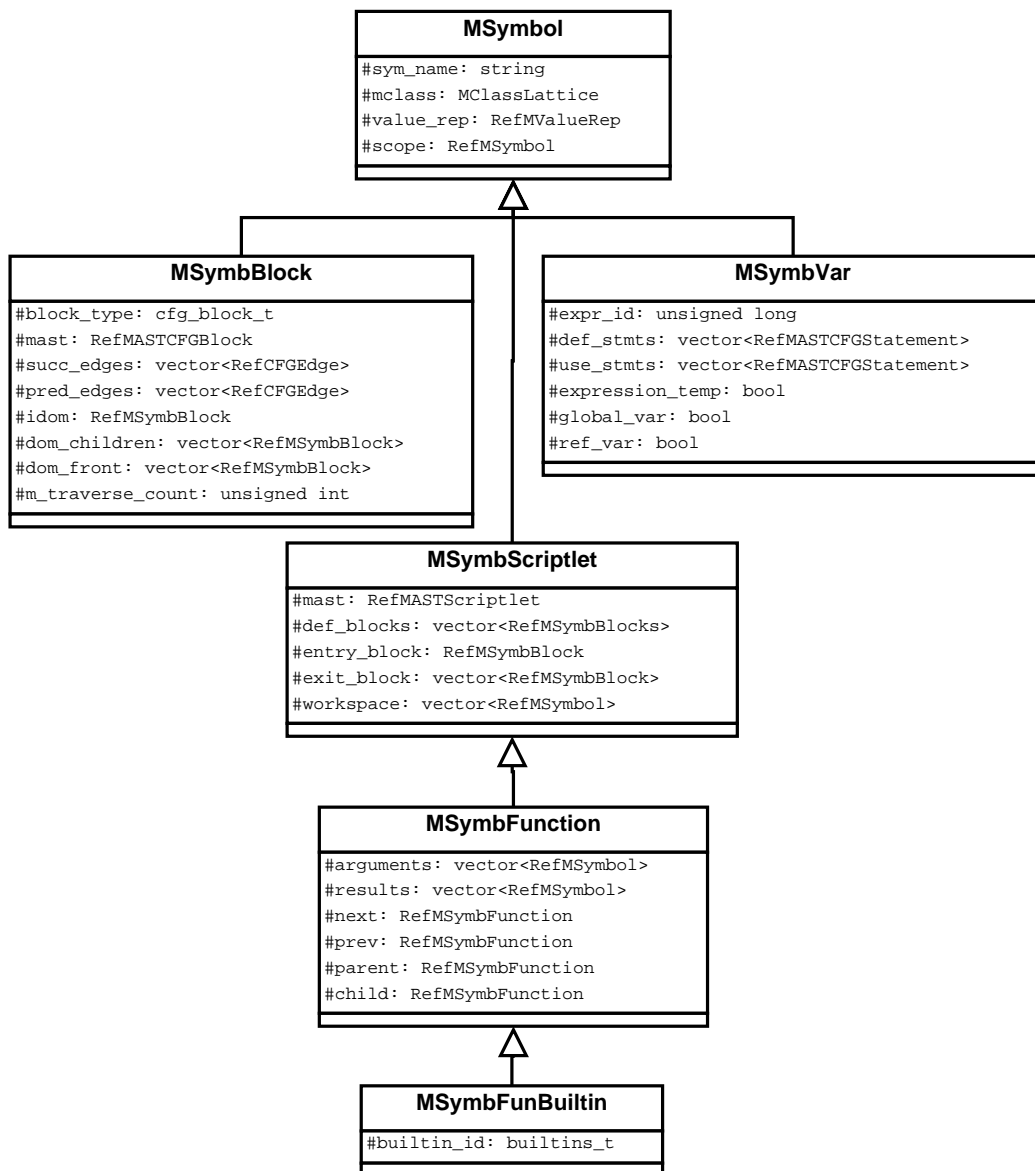 MSymbol
#sym_name: string
#mclass: MClassLattice
#value_rep: RefMValueRep
#scope: RefMSymbol
MSymbBlock
#block_type: cfg_block_t
#mast: RefMASTCFGBlock
#succ_edges: vector<RefCFGEdge>
#pred_edges: vector<RefCFGEdge>
#idom: RefMSymbBlock
#dom_children: vector<RefMSymbBlock>
#dom_front: vector<RefMSymbBlock>
#m_traverse_count: unsigned int
MSymbVar
#expr_id: unsigned long
#def_stmts: vector<RefMASTCFGStatement>
#use_stmts: vector<RefMASTCFGStatement>
#expression_temp: bool
#global_var: bool
#ref_var: bool
MSymbScriptlet
#mast: RefMASTScriptlet
#def_blocks: vector<RefMSymbBlocks>
#entry_block: RefMSymbBlock
#exit_block: vector<RefMSymbBlock>
#workspace: vector<RefMSymbol>
MSymbFunction
#arguments: vector<RefMSymbol>
#results: vector<RefMSymbol>
#next: RefMSymbFunction
#prev: RefMSymbFunction
#parent: RefMSymbFunction
#child: RefMSymbFunction
MSymbFunBuiltin
#builtin_id: builtins_t